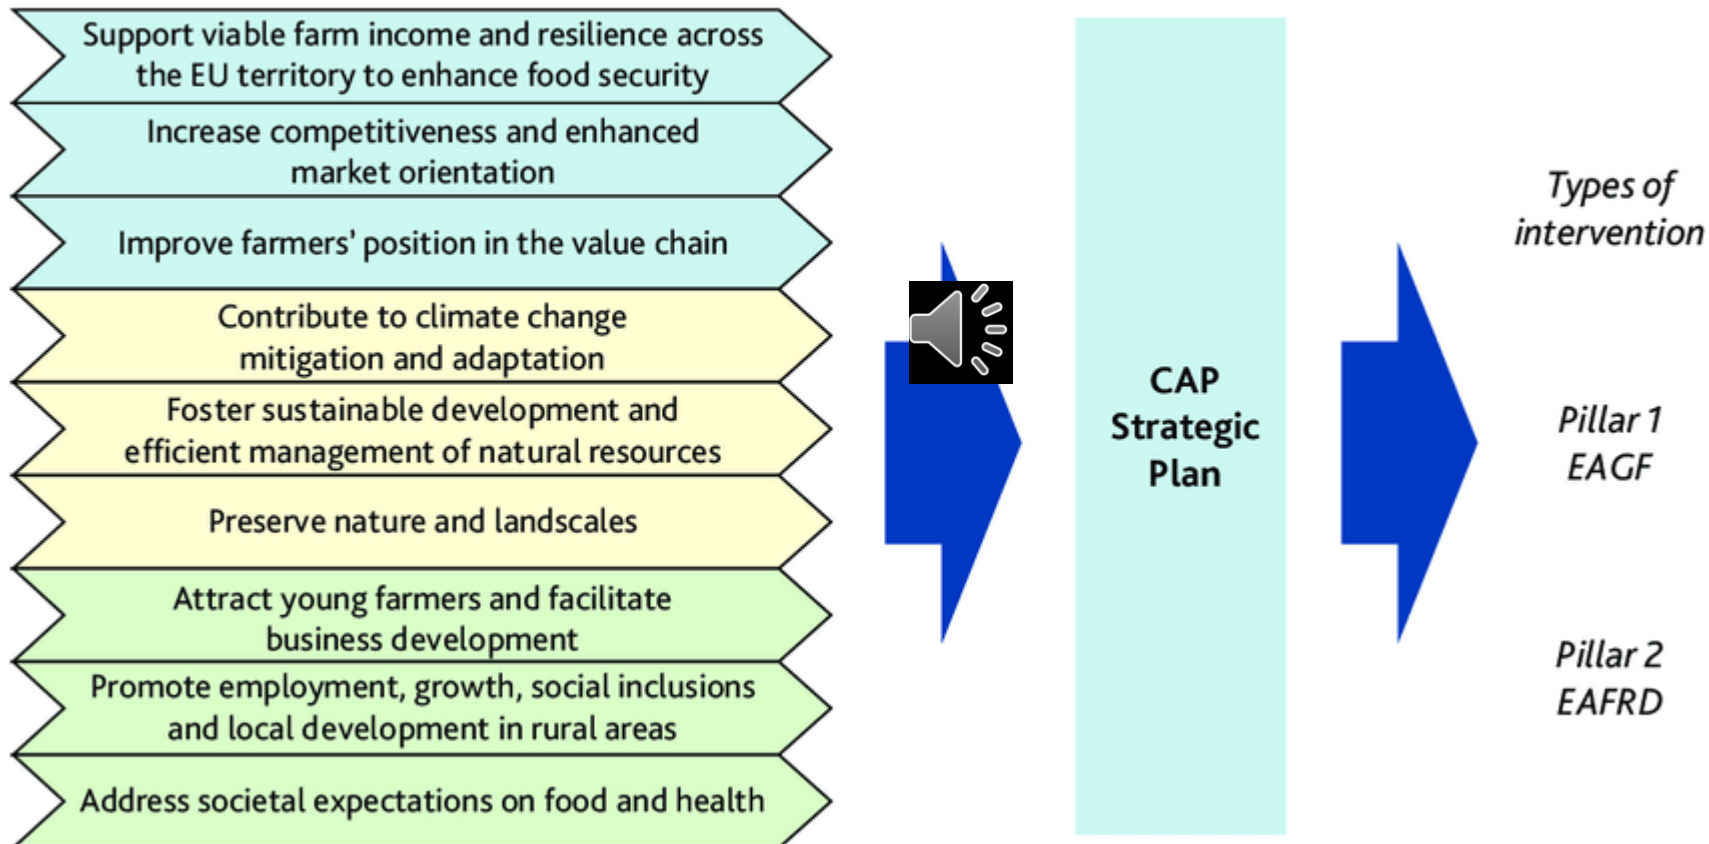 Support viable farm income and resilience across
the EU territory to enhance food security
Increase competitiveness and enhanced
market orientation
Improve farmers' position in the value chain
Contribute to climate change
mitigation and adaptation
Foster sustainable development and
efficient management of natural resources
Preserve nature and landscales
Attract young farmers and facilitate
business development
Promote employment, growth, social inclusions
and local development in rural areas
Address societal expectations on food and health
CAP
Strategic
Plan
Types of
intervention
Pillar 1
EAGF
Pillar 2
EAFRD